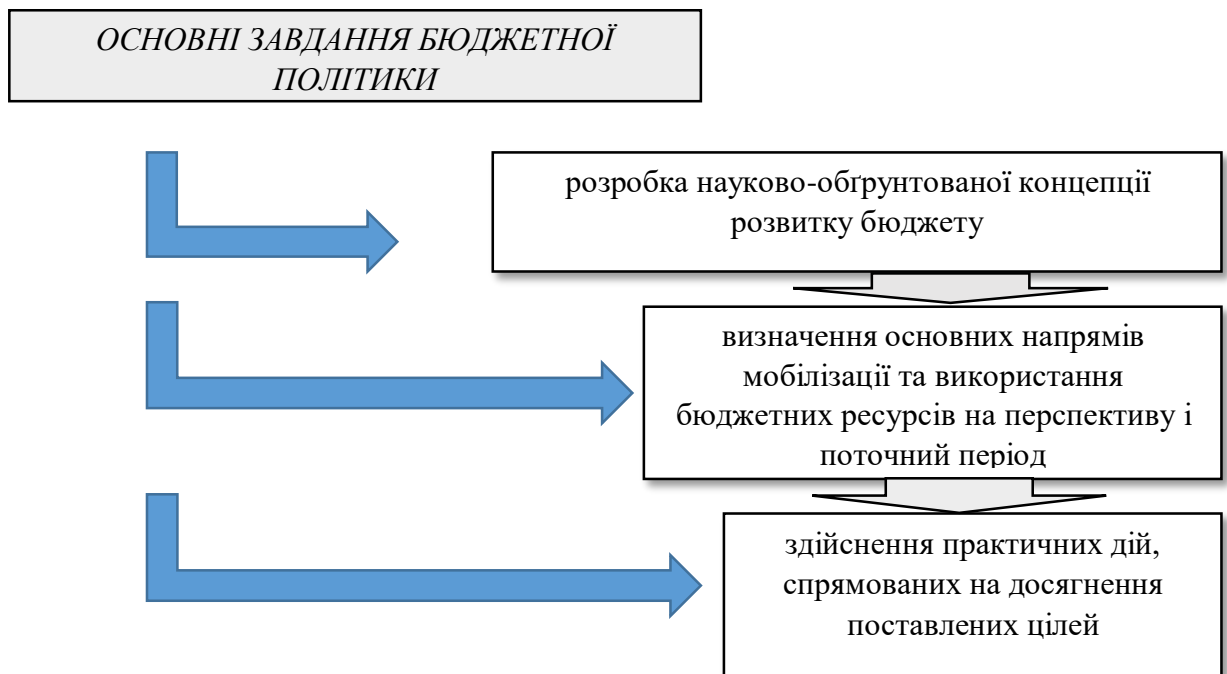 ОСНОВНІ ЗАВДАННЯ БЮДЖЕТНОЇ
ПОЛІТИКИ
розробка науково-обґрунтованої концепції
розвитку бюджету
визначення основних напрямів
мобілізації та використання
бюджетних ресурсів на перспективу і
поточний період
здійснення практичних дій,
спрямованих на досягнення
поставлених цілей